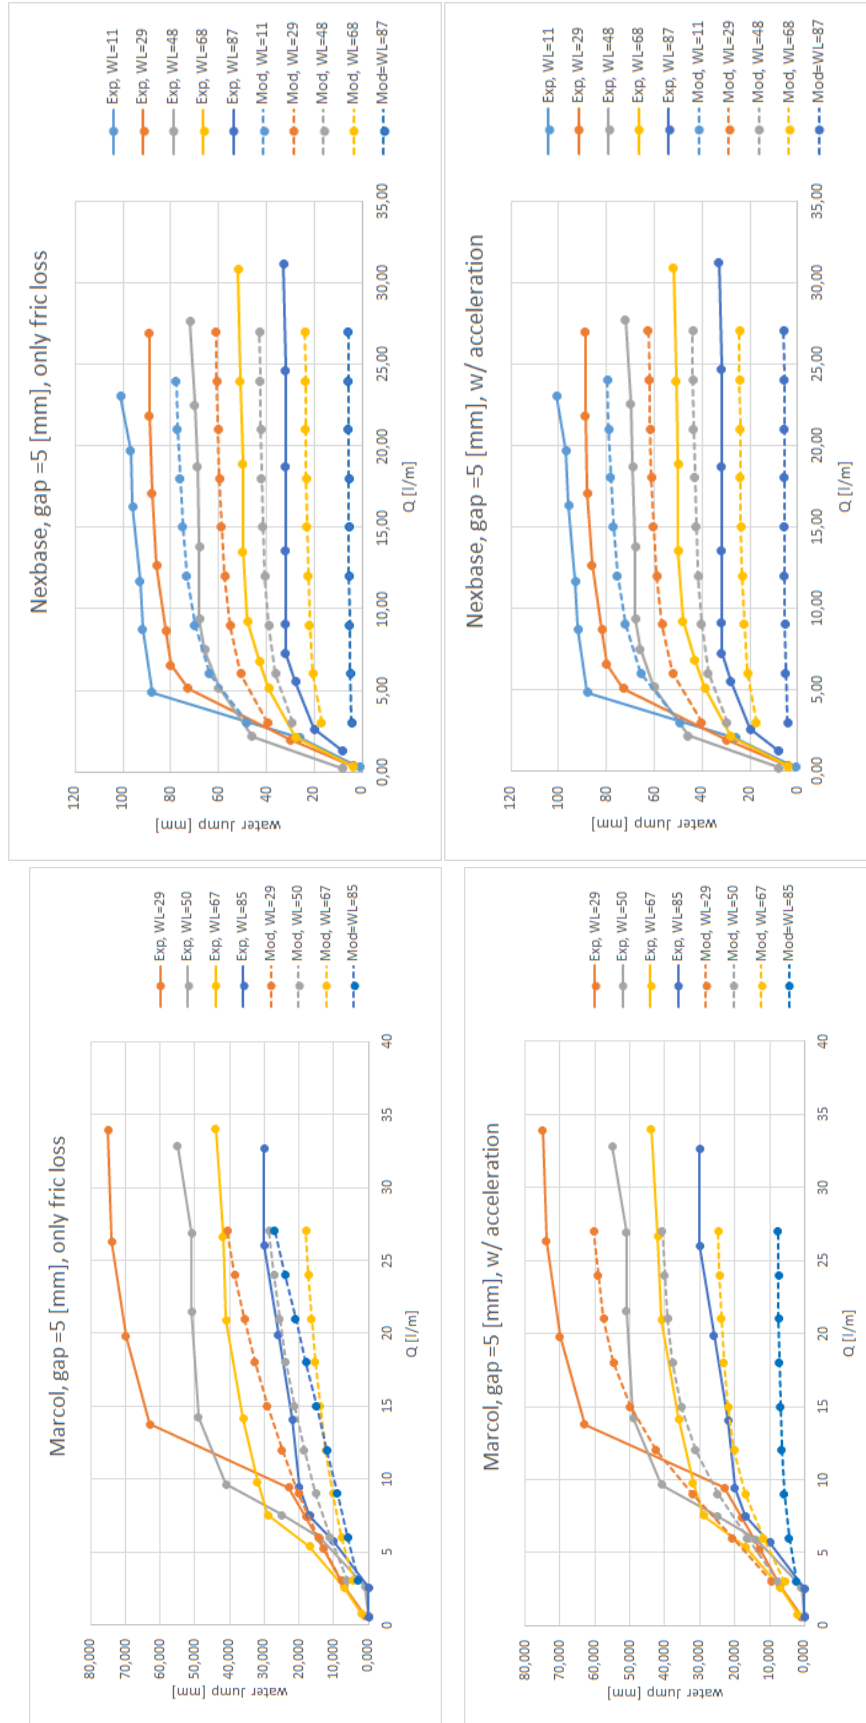 Marcol, gap =5 [mm], only fric loss
80,000
70,000
60,000
50,000
40,000
30,000
20,000
10,000
0,000
water Jump [mm]
0
5
10
15
20
25
30
35
40
Q [l/m]
Exp, WL=29
Exp, WL=50
Exp, WL=67
Exp, WL=85
Mod, WL=29
Mod, WL=50
Mod, WL=67
Mod=WL=85
Nexbase, gap =5 [mm], only fric loss
120
100
80
60
40
20
0
water Jump [mm]
0,00
5,00
10,00
15,00
20,00
25,00
30,00
35,00
Q [l/m]
Exp, WL=11
Exp, WL=29
Exp, WL=48
Exp, WL=68
Exp, WL=87
Mod, WL=11
Mod, WL=29
Mod, WL=48
Mod, WL=68
Mod=WL=87
Marcol, gap =5 [mm], w/ acceleration
80,000
70,000
60,000
50,000
40,000
30,000
20,000
10,000
0,000
water Jump [mm]
0
5
10
15
20
25
30
35
40
Q [l/m]
Exp, WL=29
Exp, WL=50
Exp, WL=67
Exp, WL=85
Mod, WL=29
Mod, WL=50
Mod, WL=67
Mod=WL=85
Nexbase, gap =5 [mm], w/ acceleration
120
100
80
60
40
20
0
water Jump [mm]
0,00
5,00
10,00
15,00
20,00
25,00
30,00
35,00
Q [l/m]
Exp, WL=11
Exp, WL=29
Exp, WL=48
Exp, WL=68
Exp, WL=87
Mod, WL=11
Mod, WL=29
Mod, WL=48
Mod, WL=68
Mod=WL=87